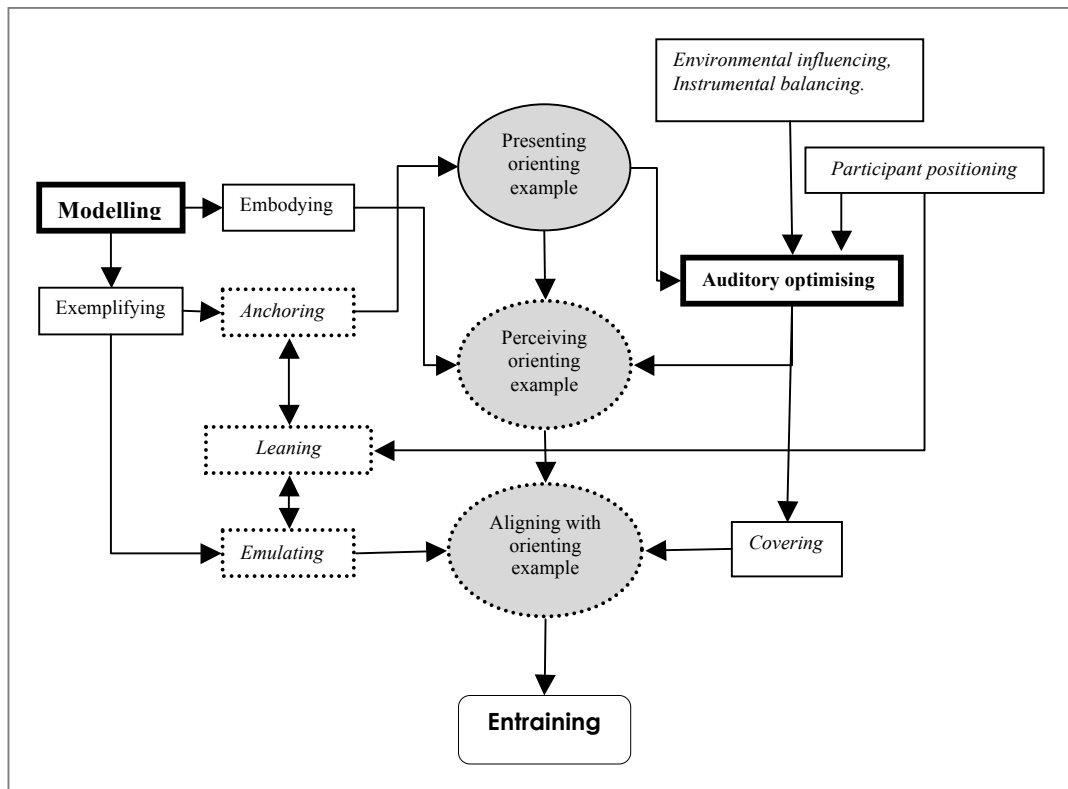 Environmental influencing,
Instrumental balancing.
Presenting
orienting
example
Participant positioning
Modelling
Embodying
Auditory optimising
Exemplifying
Anchoring
Perceiving
orienting
example
Leaning
Aligning with
orienting
example
Emulating
Covering
Entraining